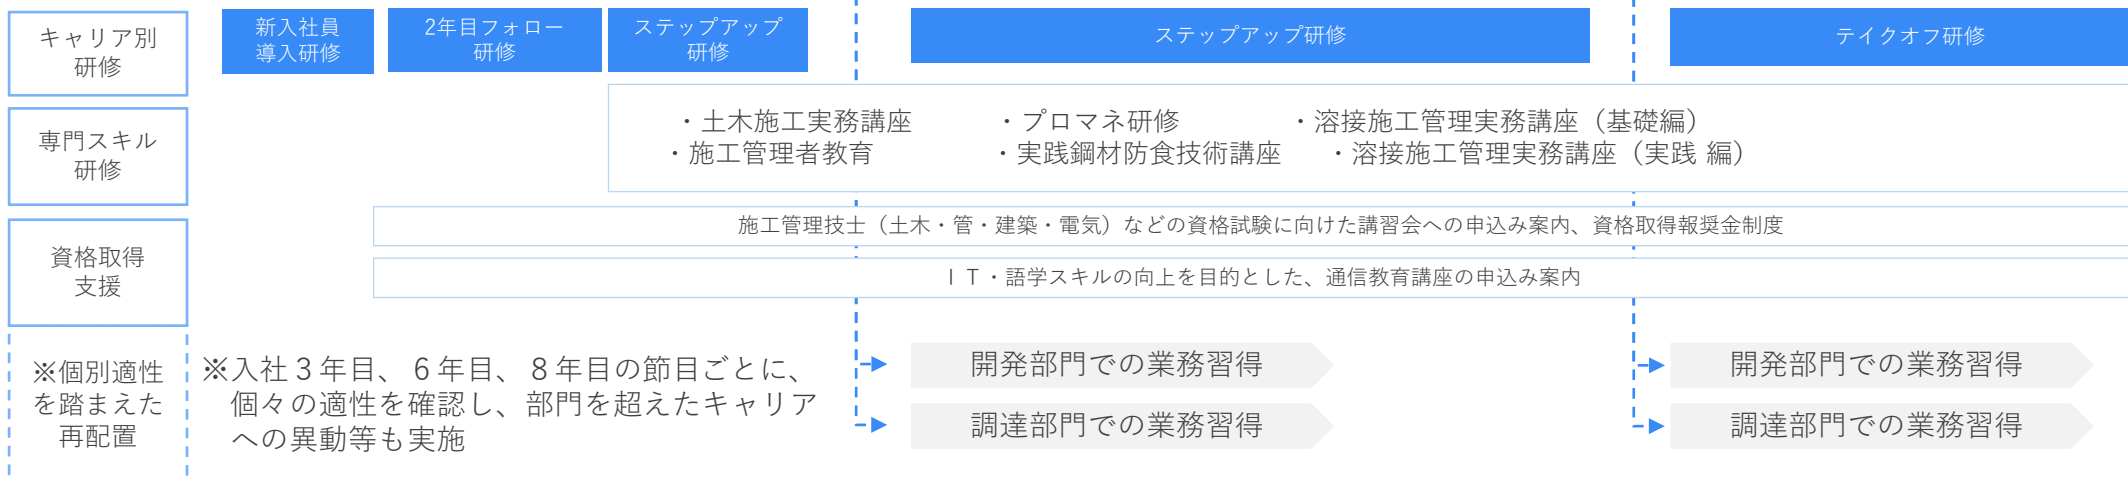 キャリア別
研修
新入社員
導入研修
2年目フォロー
研修
ステップアップ
研修
ステップアップ研修
テイクオフ研修
専門スキル
研修
・土木施工実務講座 ・プロマネ研修 ・溶接施工管理実務講座（基礎編）
・施工管理者教育 ・実践鋼材防食技術講座 ・溶接施工管理実務講座（実践 編）
資格取得
支援
施工管理技士（土木・管・建築・電気）などの資格試験に向けた講習会への申込み案内、資格取得報奨金制度
ＩＴ・語学スキルの向上を目的とした、通信教育講座の申込み案内
※個別適性
を踏まえた
再配置
※入社３年目、６年目、８年目の節目ごとに、
個々の適性を確認し、部門を超えたキャリア
への異動等も実施
開発部門での業務習得
調達部門での業務習得
開発部門での業務習得
調達部門での業務習得